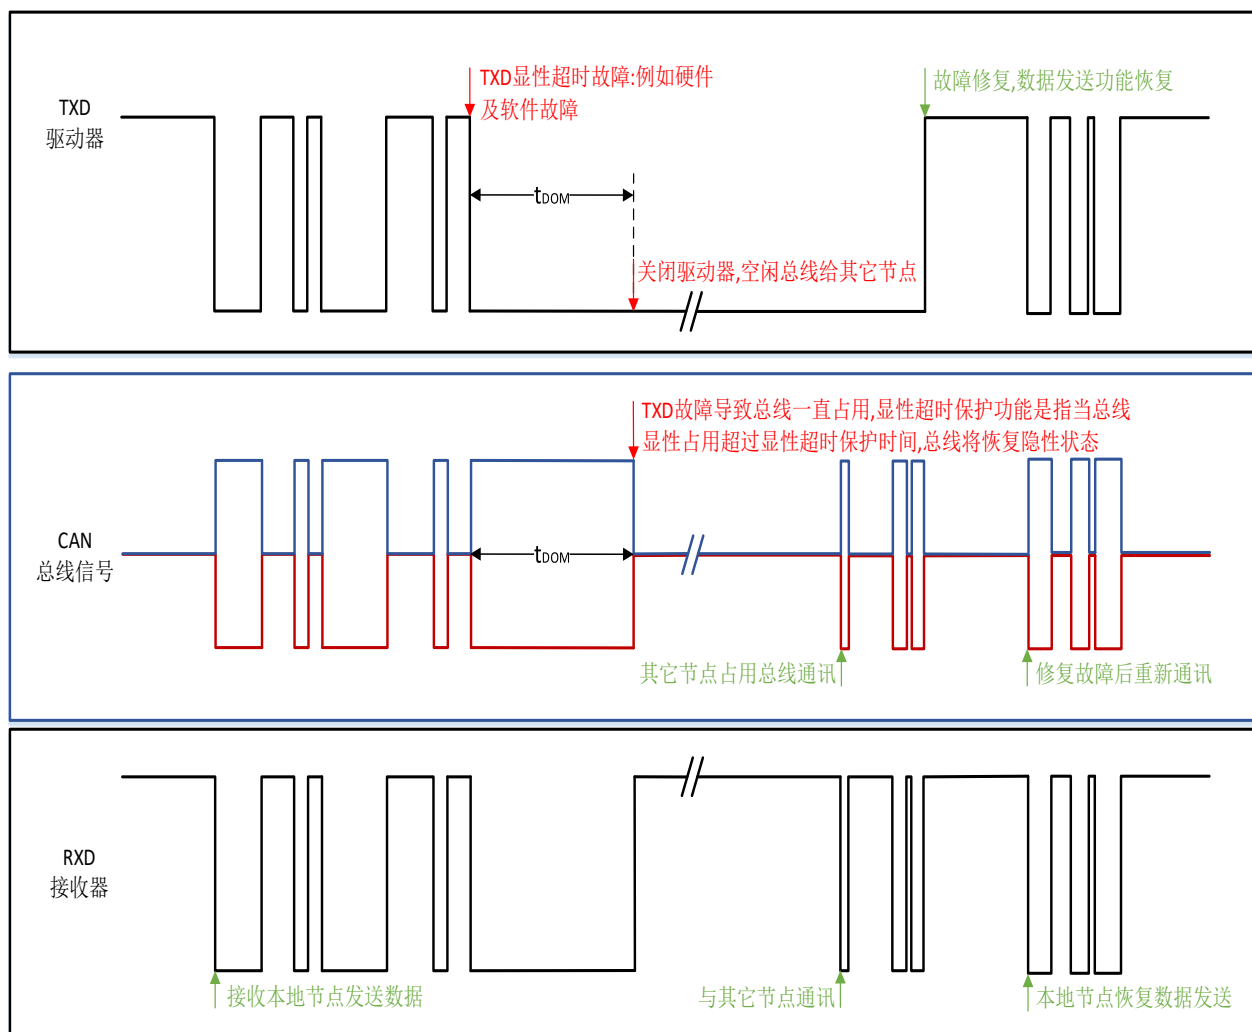 TXD显性超时故障:例如硬件
及软件故障
故障修复,数据发送功能恢复
TXD
驱动器
tDOM
关闭驱动器,空闲总线给其它节点
TXD故障导致总线一直占用,显性超时保护功能是指当总线
显性占用超过显性超时保护时间,总线将恢复隐性状态
CAN
总线信号
tDOM
其它节点占用总线通讯
修复故障后重新通讯
RXD
接收器
接收本地节点发送数据
与其它节点通讯
本地节点恢复数据发送